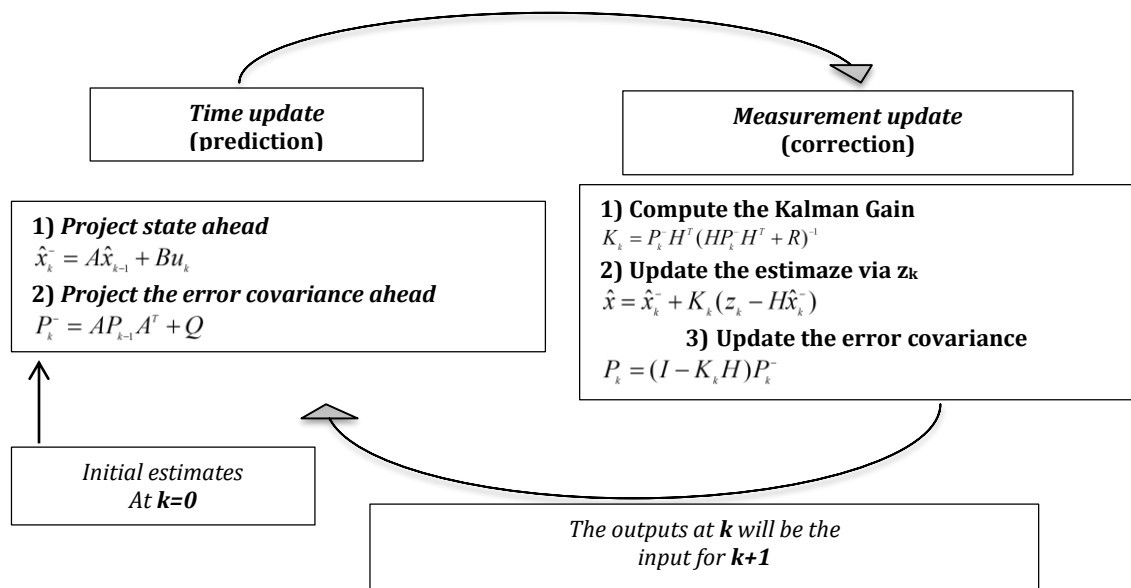 Time update
(prediction)
Measurement update
(correction)
1) Project state ahead
x̂ₖ⁻ = Ax̂ₖ₋₁ + Buₖ
2) Project the error covariance ahead
Pₖ⁻ = APₖ₋₁Aᵀ + Q
1) Compute the Kalman Gain
Kₖ = Pₖ⁻Hᵀ(HPₖ⁻Hᵀ + R)⁻¹
2) Update the estimaze via zₖ
x̂ = x̂ₖ⁻ + Kₖ(zₖ − Hx̂ₖ⁻)
3) Update the error covariance
Pₖ = (I − KₖH)Pₖ⁻
Initial estimates
At k=0
The outputs at k will be the
input for k+1